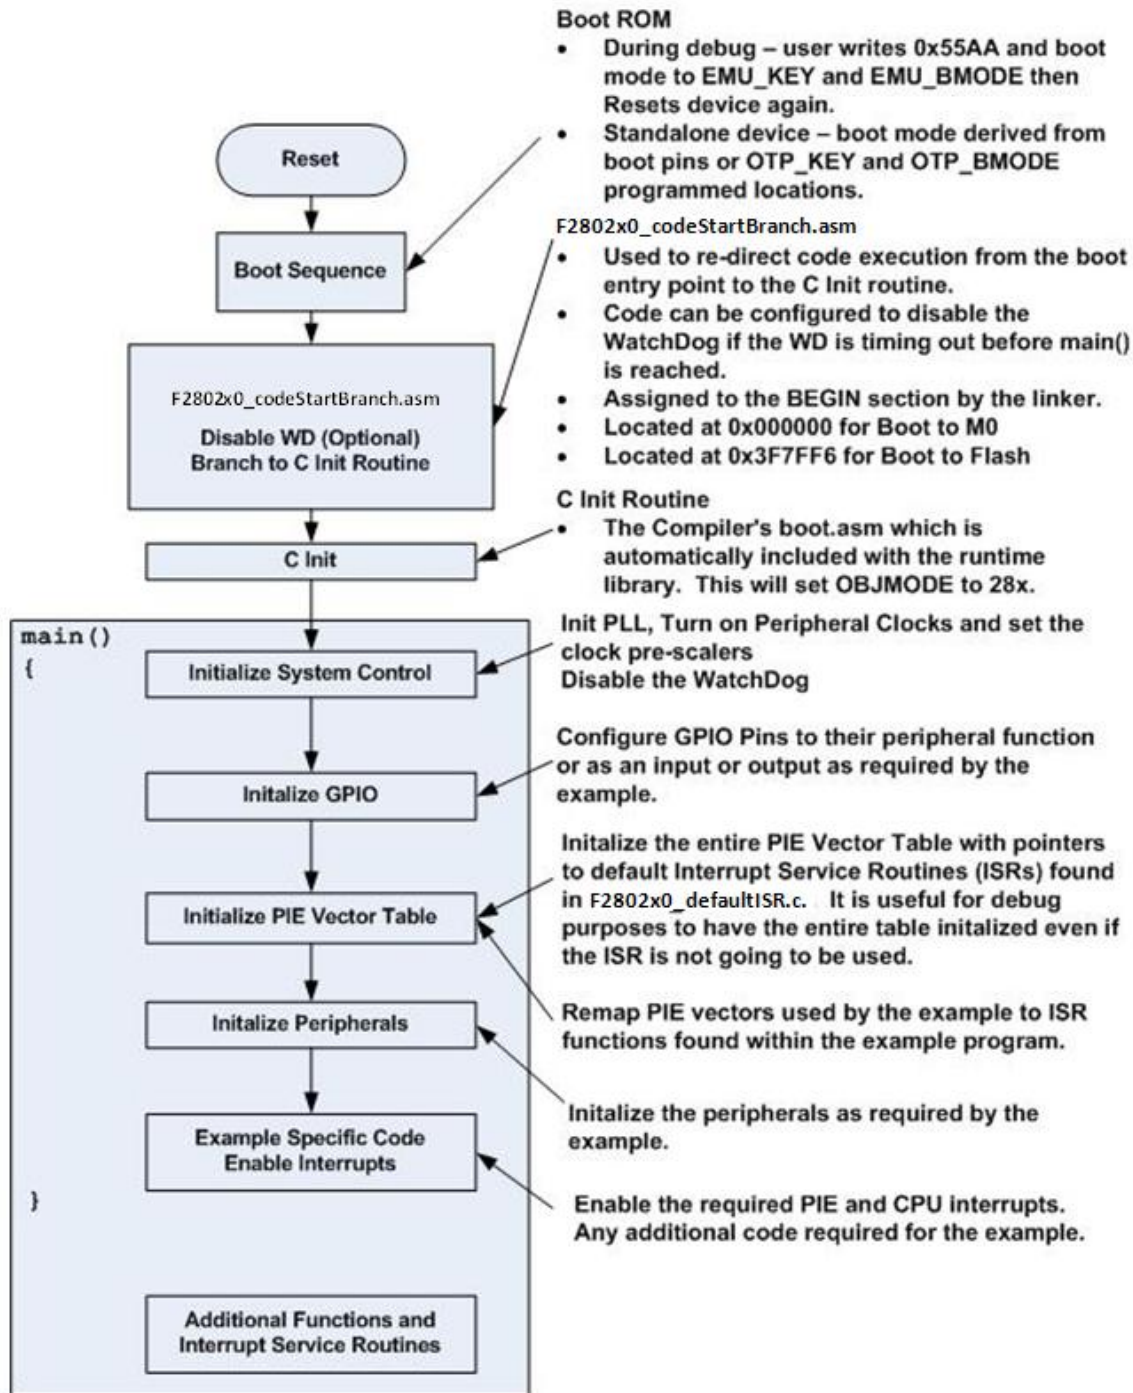 Boot ROM
• During debug – user writes 0x55AA and boot
mode to EMU_KEY and EMU_BMODE then
Resets device again.
• Standalone device – boot mode derived from
boot pins or OTP_KEY and OTP_BMODE
programmed locations.
Reset
Boot Sequence
F2802x0_codeStartBranch.asm
• Used to re-direct code execution from the boot
entry point to the C Init routine.
• Code can be configured to disable the
WatchDog if the WD is timing out before main()
is reached.
• Assigned to the BEGIN section by the linker.
• Located at 0x000000 for Boot to M0
• Located at 0x3F7FF6 for Boot to Flash
F2802x0_codeStartBranch.asm
Disable WD (Optional)
Branch to C Init Routine
C Init Routine
• The Compiler's boot.asm which is
automatically included with the runtime
library. This will set OBJMODE to 28x.
C Init
main()
{
Initialize System Control
Init PLL, Turn on Peripheral Clocks and set the
clock pre-scalers
Disable the WatchDog
Initalize GPIO
Configure GPIO Pins to their peripheral function
or as an input or output as required by the
example.
Initialize PIE Vector Table
Initalize the entire PIE Vector Table with pointers
to default Interrupt Service Routines (ISRs) found
in F2802x0_defaultISR.c. It is useful for debug
purposes to have the entire table initalized even if
the ISR is not going to be used.
Remap PIE vectors used by the example to ISR
functions found within the example program.
Initalize Peripherals
Initalize the peripherals as required by the
example.
Example Specific Code
Enable Interrupts
Enable the required PIE and CPU interrupts.
Any additional code required for the example.
}
Additional Functions and
Interrupt Service Routines